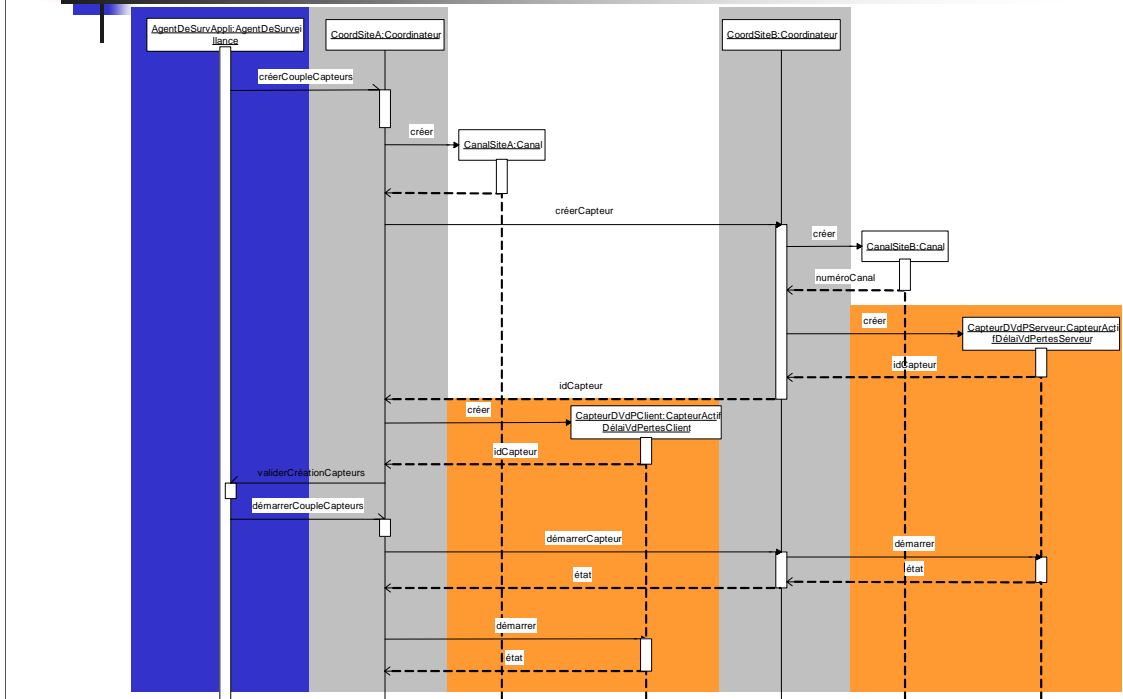 AgentDeSurvAppli:AgentDeSurvei
llance
CoordSiteA:Coordinateur
CoordSiteB:Coordinateur
créerCoupleCapteurs
créer
CanalSiteA:Canal
créerCapteur
créer
CanalSiteB:Canal
numéroCanal
créer
CapteurDVdPServeur:CapteurActi
fDélaiVdPertesServeur
idCapteur
idCapteur
créer
CapteurDVdPClient:CapteurActif
DélaiVdPertesClient
idCapteur
validerCréationCapteurs
démarrerCoupleCapteurs
démarrerCapteur
démarrer
état
état
démarrer
état